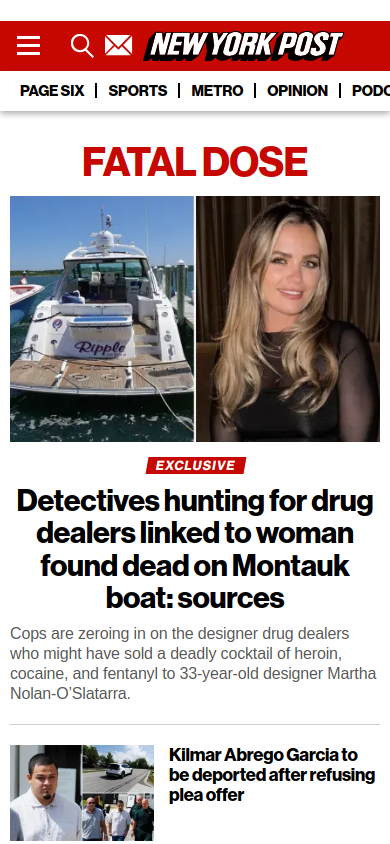 NEW YORK POST
PAGE SIX
SPORTS
METRO
OPINION
PODC
FATAL DOSE
Ripple
EXCLUSIVE
Detectives hunting for drug
dealers linked to woman
found dead on Montauk
boat: sources
Cops are zeroing in on the designer drug dealers
who might have sold a deadly cocktail of heroin,
cocaine, and fentanyl to 33-year-old designer Martha
Nolan-O'Slatarra.
Kilmar Abrego Garcia to
be deported after refusing
plea offer